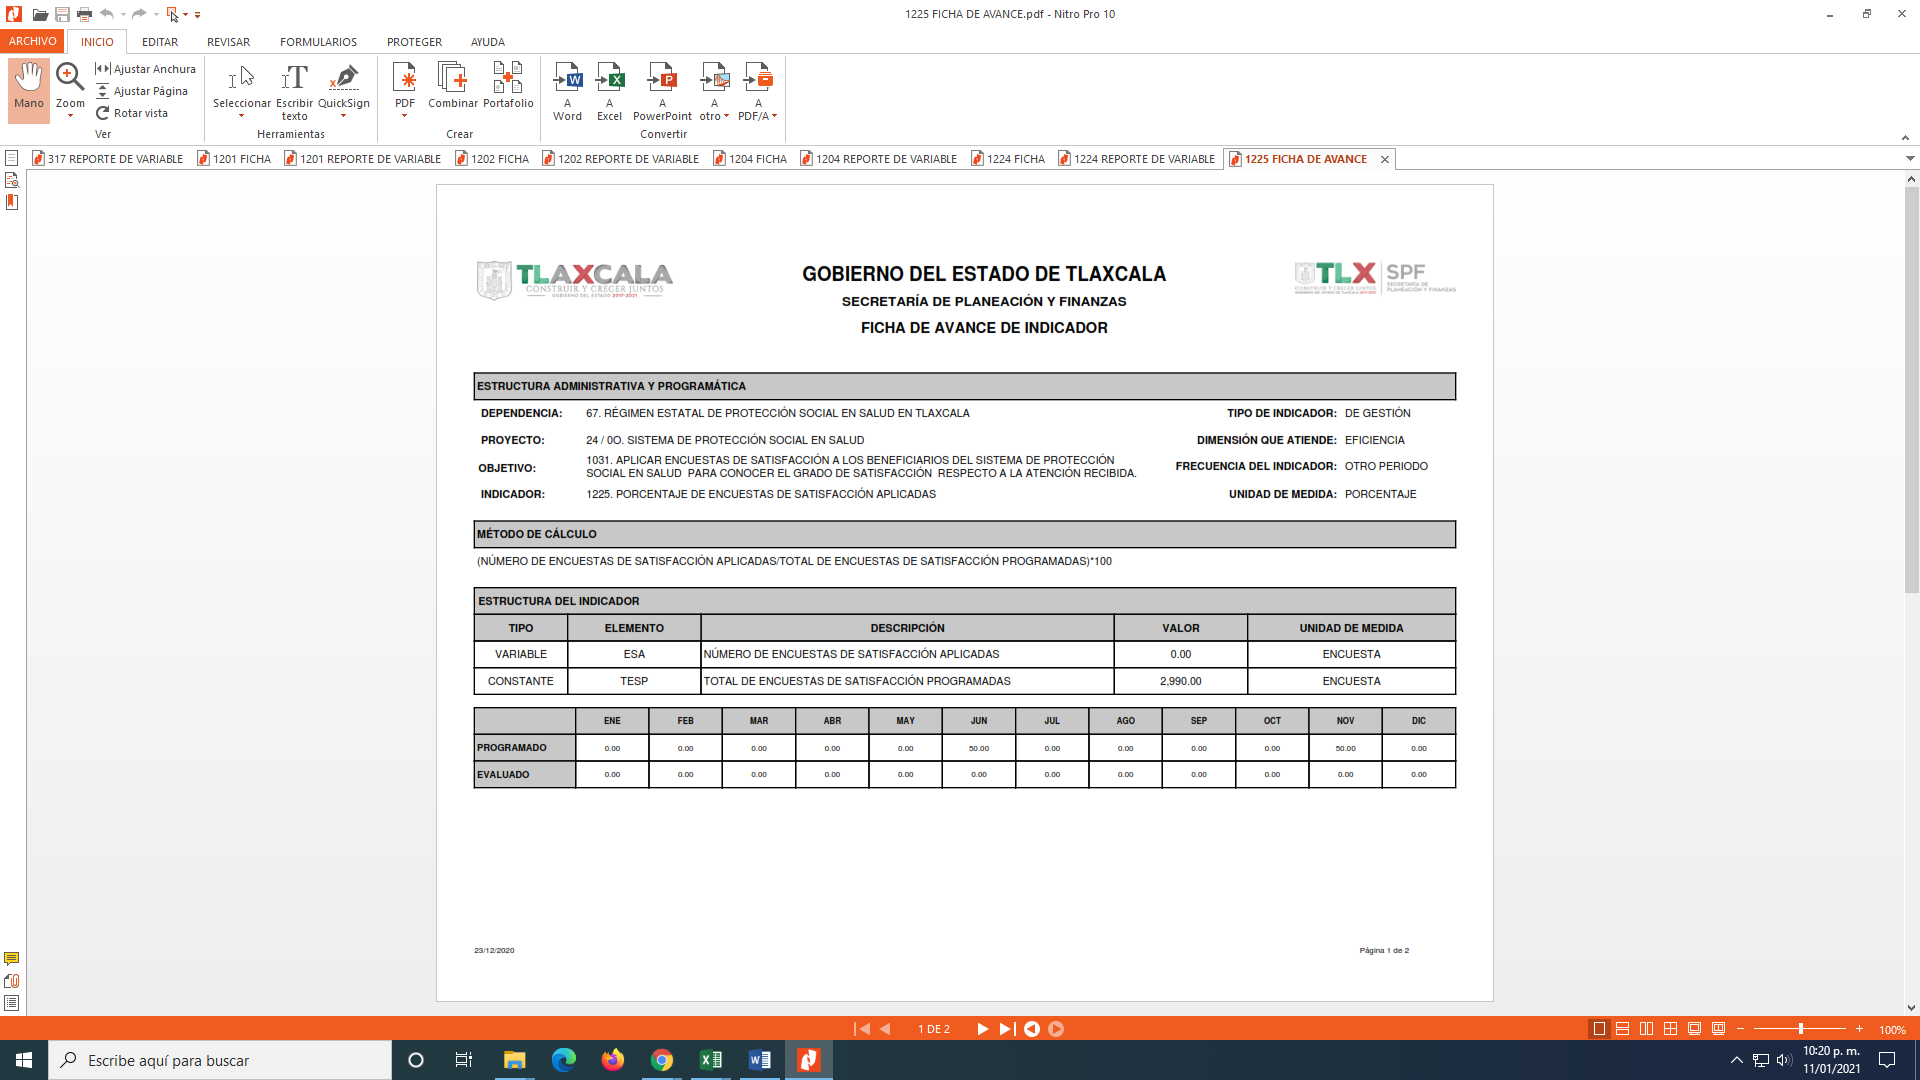 1225 FICHA DE AVANCE.pdf - Nitro Pro 10
ARCHIVO INICIO EDITAR REVISAR FORMULARIOS PROTEGER AYUDA
Mano Zoom Ajustar Anchura Ajustar Página Rotar vista Seleccionar Escribir texto QuickSign PDF Combinar Portafolio A Word A Excel A PowerPoint A otro A PDF/A
Ver Herramientas Crear Convertir
317 REPORTE DE VARIABLE 1201 FICHA 1201 REPORTE DE VARIABLE 1202 FICHA 1202 REPORTE DE VARIABLE 1204 FICHA 1204 REPORTE DE VARIABLE 1224 FICHA 1224 REPORTE DE VARIABLE 1225 FICHA DE AVANCE
TLAXCALA
CONSTRUIR Y CRECER JUNTOS
GOBIERNO DEL ESTADO 2017-2021
GOBIERNO DEL ESTADO DE TLAXCALA
SECRETARÍA DE PLANEACIÓN Y FINANZAS
FICHA DE AVANCE DE INDICADOR
TLX SPF
CONSTRUIR Y CRECER JUNTOS
SECRETARÍA DE
PLANEACIÓN Y FINANZAS
ESTRUCTURA ADMINISTRATIVA Y PROGRAMÁTICA
DEPENDENCIA: 67. RÉGIMEN ESTATAL DE PROTECCIÓN SOCIAL EN SALUD EN TLAXCALA TIPO DE INDICADOR: DE GESTIÓN
PROYECTO: 24 / 0O. SISTEMA DE PROTECCIÓN SOCIAL EN SALUD DIMENSIÓN QUE ATIENDE: EFICIENCIA
OBJETIVO: 1031. APLICAR ENCUESTAS DE SATISFACCIÓN A LOS BENEFICIARIOS DEL SISTEMA DE PROTECCIÓN
SOCIAL EN SALUD PARA CONOCER EL GRADO DE SATISFACCIÓN RESPECTO A LA ATENCIÓN RECIBIDA. FRECUENCIA DEL INDICADOR: OTRO PERIODO
INDICADOR: 1225. PORCENTAJE DE ENCUESTAS DE SATISFACCIÓN APLICADAS UNIDAD DE MEDIDA: PORCENTAJE
MÉTODO DE CÁLCULO
(NÚMERO DE ENCUESTAS DE SATISFACCIÓN APLICADAS/TOTAL DE ENCUESTAS DE SATISFACCIÓN PROGRAMADAS)*100
ESTRUCTURA DEL INDICADOR
TIPO ELEMENTO DESCRIPCIÓN VALOR UNIDAD DE MEDIDA
VARIABLE ESA NÚMERO DE ENCUESTAS DE SATISFACCIÓN APLICADAS 0.00 ENCUESTA
CONSTANTE TESP TOTAL DE ENCUESTAS DE SATISFACCIÓN PROGRAMADAS 2,990.00 ENCUESTA
ENE FEB MAR ABR MAY JUN JUL AGO SEP OCT NOV DIC
PROGRAMADO 0.00 0.00 0.00 0.00 0.00 50.00 0.00 0.00 0.00 0.00 50.00 0.00
EVALUADO 0.00 0.00 0.00 0.00 0.00 0.00 0.00 0.00 0.00 0.00 0.00 0.00
23/12/2020 Página 1 de 2
1 DE 2 100%
Escribe aquí para buscar
10:20 p. m.
11/01/2021